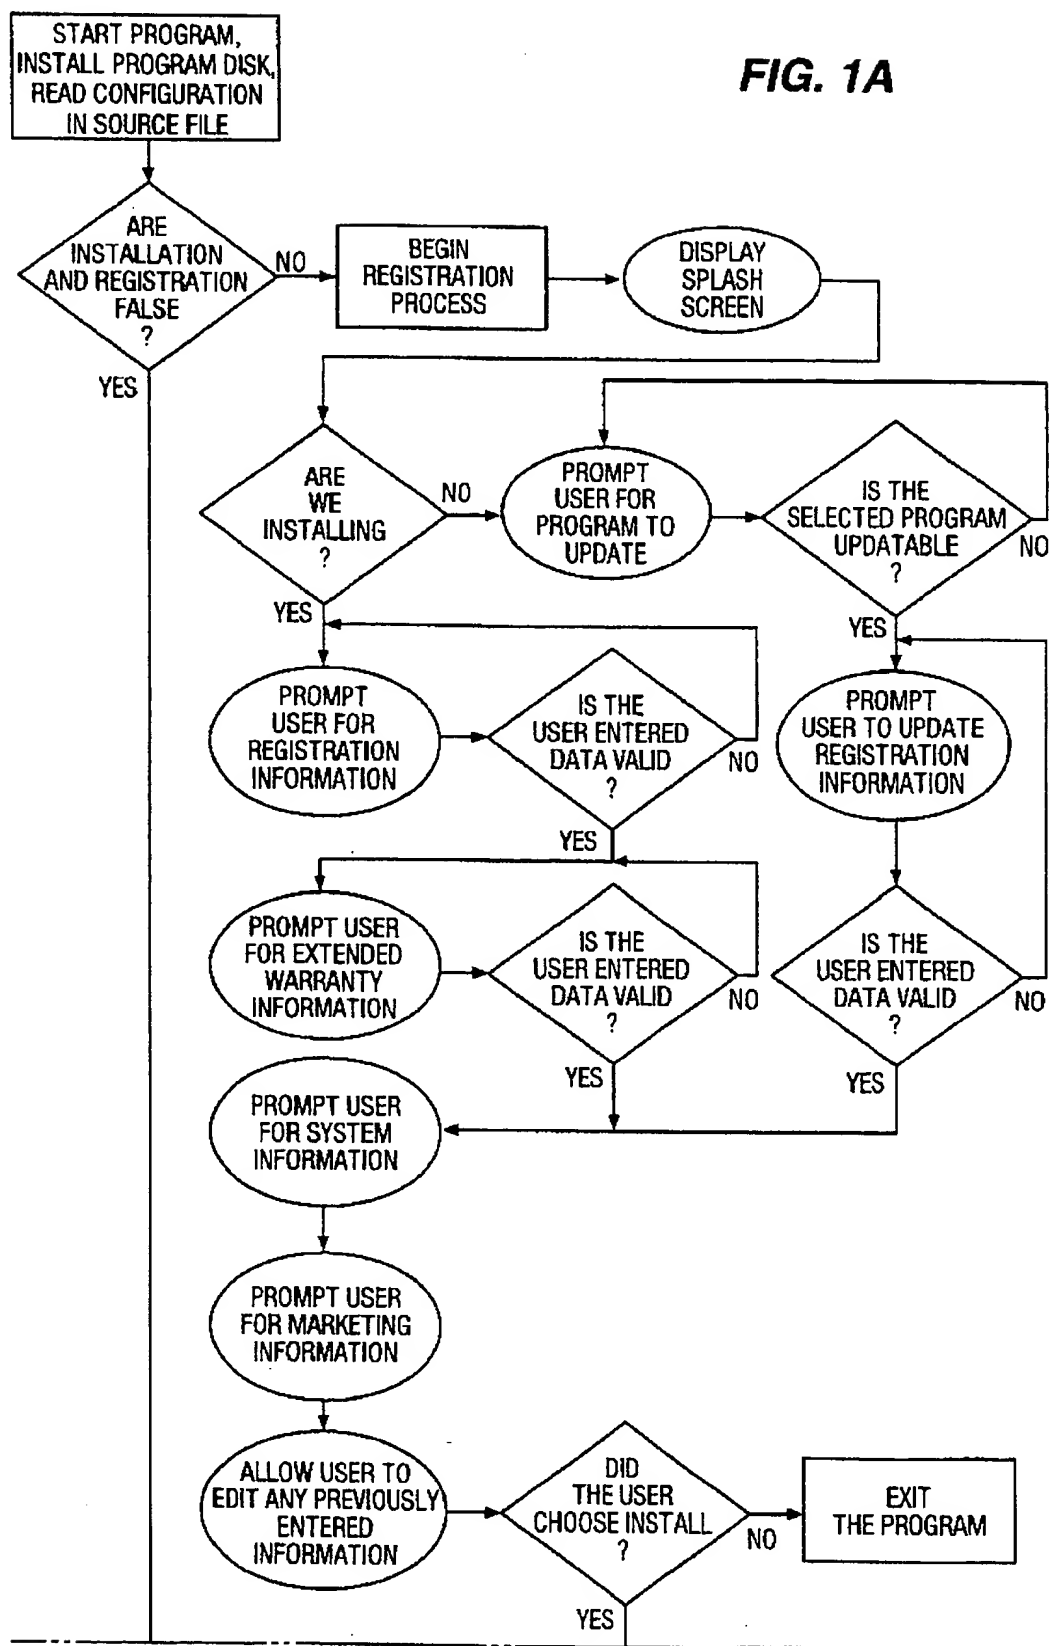 START PROGRAM,
INSTALL PROGRAM DISK,
READ CONFIGURATION
IN SOURCE FILE
FIG. 1A
ARE
INSTALLATION
AND REGISTRATION
FALSE
?
NO
YES
BEGIN
REGISTRATION
PROCESS
DISPLAY
SPLASH
SCREEN
ARE
WE
INSTALLING
?
NO
YES
PROMPT
USER FOR
PROGRAM TO
UPDATE
IS THE
SELECTED PROGRAM
UPDATABLE
?
NO
YES
PROMPT
USER FOR
REGISTRATION
INFORMATION
IS THE
USER ENTERED
DATA VALID
?
NO
YES
PROMPT
USER TO UPDATE
REGISTRATION
INFORMATION
PROMPT USER
FOR EXTENDED
WARRANTY
INFORMATION
IS THE
USER ENTERED
DATA VALID
?
NO
YES
IS THE
USER ENTERED
DATA VALID
?
NO
YES
PROMPT USER
FOR SYSTEM
INFORMATION
PROMPT USER
FOR MARKETING
INFORMATION
ALLOW USER TO
EDIT ANY PREVIOUSLY
ENTERED
INFORMATION
DID
THE USER
CHOOSE INSTALL
?
NO
YES
EXIT
THE PROGRAM